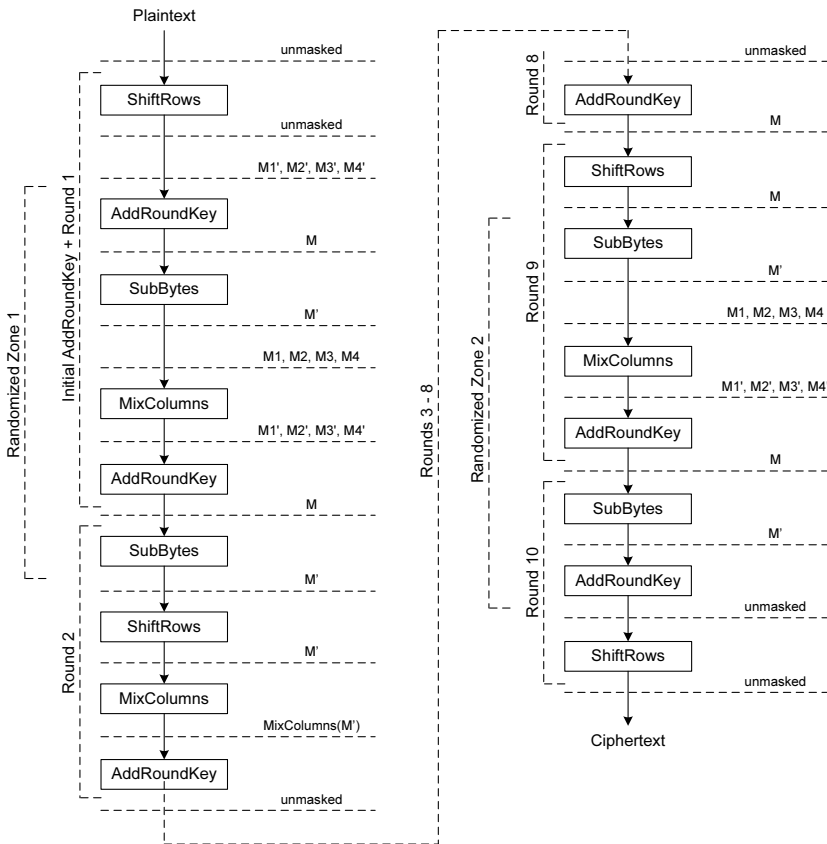 Plaintext
unmasked
ShiftRows
unmasked
M1', M2', M3', M4'
AddRoundKey
M
SubBytes
M'
M1, M2, M3, M4
MixColumns
M1', M2', M3', M4'
AddRoundKey
M
SubBytes
M'
ShiftRows
M'
MixColumns
MixColumns(M')
AddRoundKey
unmasked
Randomized Zone 1
Initial AddRoundKey + Round 1
Round 2
Rounds 3 - 8
unmasked
AddRoundKey
M
ShiftRows
M
SubBytes
M'
M1, M2, M3, M4
MixColumns
M1', M2', M3', M4'
AddRoundKey
M
SubBytes
M'
AddRoundKey
unmasked
ShiftRows
unmasked
Ciphertext
Round 8
Round 9
Randomized Zone 2
Round 10